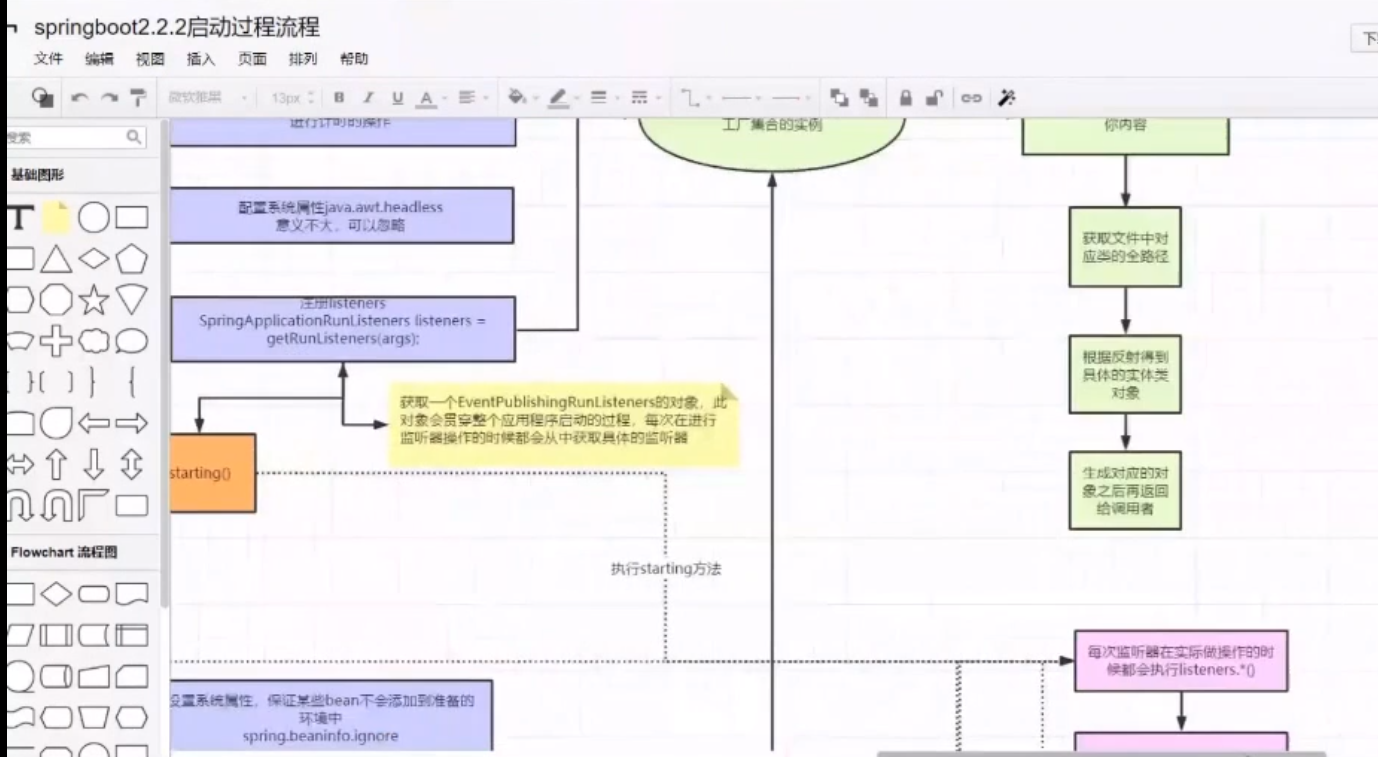 springboot2.2.2启动过程流程
文件 编辑 视图 插入 页面 排列 帮助
下
微软雅黑 13px B I U A
搜索
基础图形
T
Flowchart 流程图
进行计时的操作
配置系统属性java.awt.headless
意义不大，可以忽略
注册listeners
SpringApplicationRunListeners listeners =
getRunListeners(args);
获取一个EventPublishingRunListeners的对象，此
对象会贯穿整个应用程序启动的过程，每次在进行
监听器操作的时候都会从中获取具体的监听器
starting()
执行starting方法
设置系统属性，保证某些bean不会添加到准备的
环境中
spring.beaninfo.ignore
工厂集合的实例
你内容
获取文件中对
应类的全路径
根据反射得到
具体的实体类
对象
生成对应的对
象之后再返回
给调用者
每次监听器在实际做操作的时
候都会执行listeners.*()